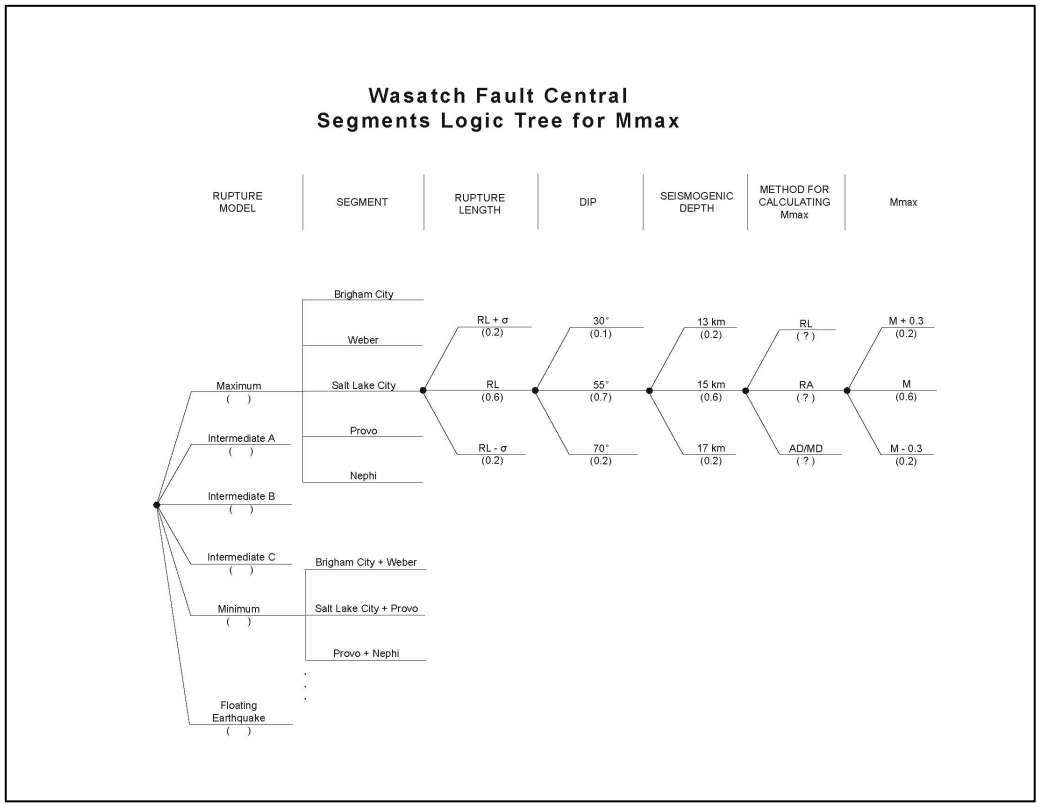 Wasatch Fault Central
Segments Logic Tree for Mmax
RUPTURE
MODEL
SEGMENT
RUPTURE
LENGTH
DIP
SEISMOGENIC
DEPTH
METHOD FOR
CALCULATING
Mmax
Mmax
Maximum
( )
Intermediate A
( )
Intermediate B
( )
Intermediate C
( )
Minimum
( )
Floating
Earthquake
( )
Brigham City
Weber
Salt Lake City
Provo
Nephi
Brigham City + Weber
Salt Lake City + Provo
Provo + Nephi
.
.
.
RL + σ
(0.2)
RL
(0.6)
RL - σ
(0.2)
30°
(0.1)
55°
(0.7)
70°
(0.2)
13 km
(0.2)
15 km
(0.6)
17 km
(0.2)
RL
( ? )
RA
( ? )
AD/MD
( ? )
M + 0.3
(0.2)
M
(0.6)
M - 0.3
(0.2)